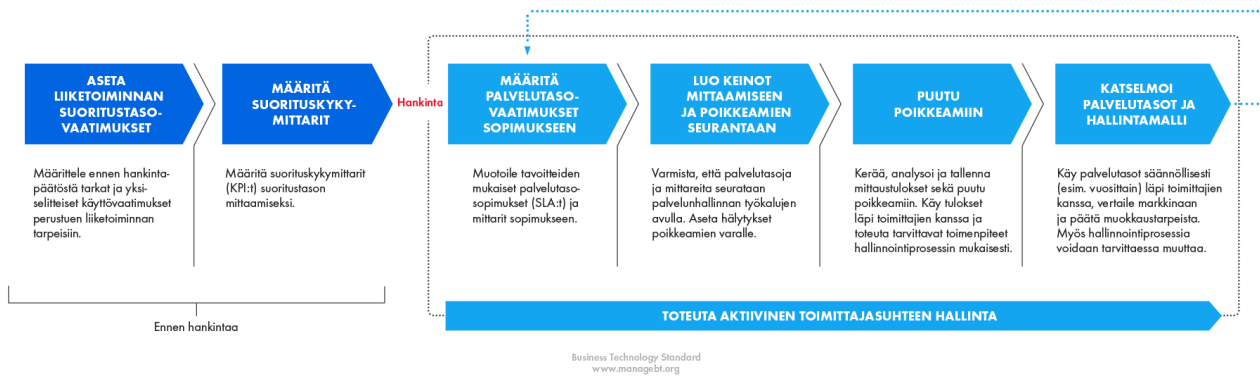 ASETA
LIIKETOIMINNAN
SUORITUSTASO-
VAATIMUKSET
Määrittele ennen hankinta-
päätöstä tarkat ja yksi-
selitteiset käyttövaatimukset
perustuen liiketoiminnan
tarpeisiin.
MÄÄRITÄ
SUORITUSKYKY-
MITTARIT
Määritä suorituskykymittarit
(KPI:t) suoritustason
mittaamiseksi.
Ennen hankintaa
Hankinta
MÄÄRITÄ
PALVELUTASO-
VAATIMUKSET
SOPIMUKSEEN
Muotoile tavoitteiden
mukaiset palvelutaso-
sopimukset (SLA:t) ja
mittarit sopimukseen.
LUO KEINOT
MITTAAMISEEN
JA POIKKEAMIEN
SEURANTAAN
Varmista, että palvelutasoja
ja mittareita seurataan
palvelunhallinnan työkalujen
avulla. Aseta hälytykset
poikkeamien varalle.
PUUTU
POIKKEAMIIN
Kerää, analysoi ja tallenna
mittaustulokset sekä puutu
poikkeamiin. Käy tulokset
läpi toimittajien kanssa ja
toteuta tarvittavat toimenpiteet
hallinnointiprosessin mukaisesti.
KATSELMOI
PALVELUTASOT JA
HALLINTAMALLI
Käy palvelutasot säännöllisesti
(esim. vuosittain) läpi toimittajien
kanssa, vertaile markkinaan
ja päätä muokkaustarpeista.
Myös hallinnointiprosessia
voidaan tarvittaessa muuttaa.
TOTEUTA AKTIIVINEN TOIMITTAJASUHTEEN HALLINTA
Business Technology Standard
www.managebt.org